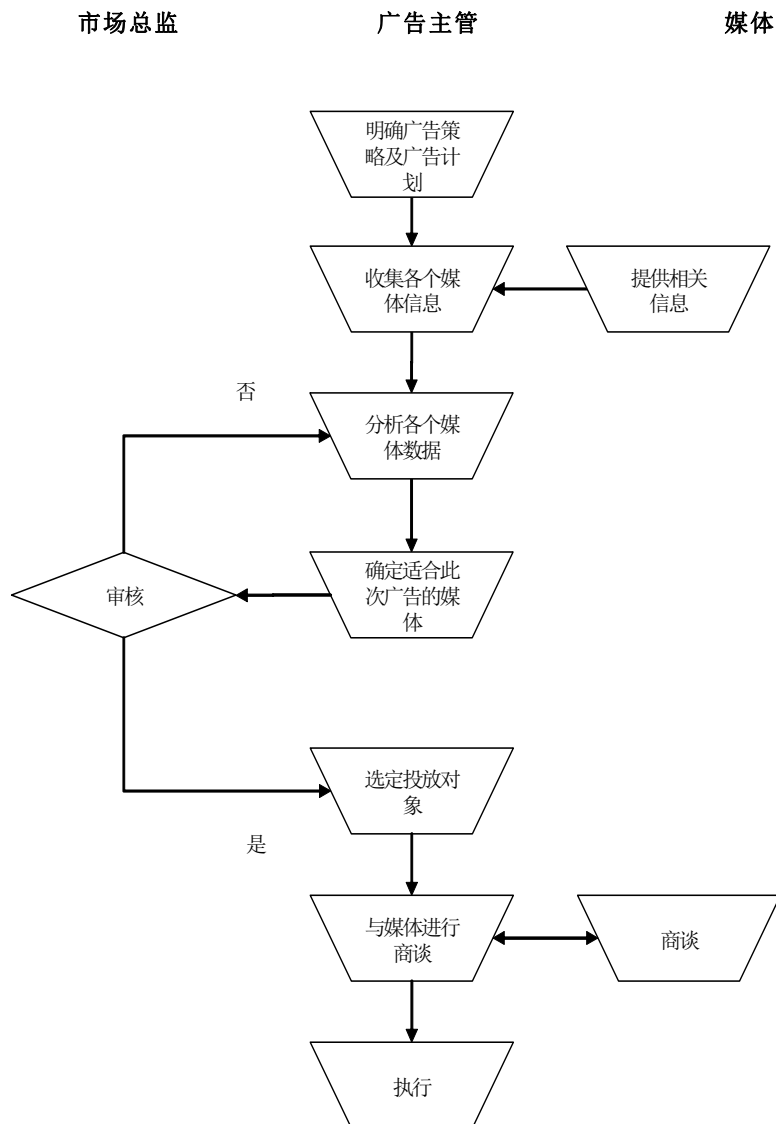 市场总监 广告主管 媒体
明确广告策
略及广告计
划
收集各个媒
体信息
提供相关
信息
否
分析各个媒
体数据
审核
确定适合此
次广告的媒
体
选定投放对
象
是
与媒体进行
商谈
商谈
执行